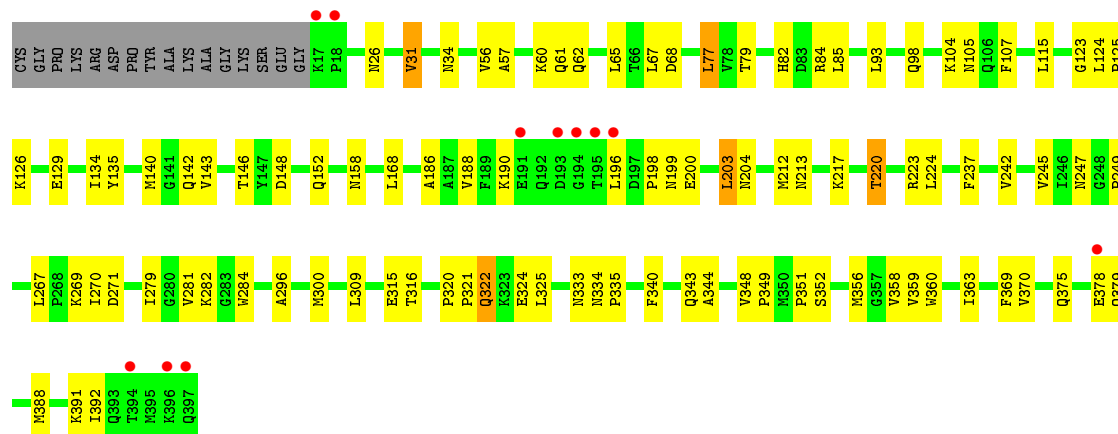 CYS GLY PRO LYS ARG ASP PRO TYR ALA ALA GLY LYS SER GLU GLY K17 P18 N26 V31 N34 V56 A57 K60 Q61 Q62 L65 T66 L67 D68 L77 V78 T79 H82 D83 R84 L85 L93 Q98 K104 N105 Q106 F107 L115 G123 L124 P125
K126 E129 I134 Y135 M140 G141 Q142 V143 T146 Y147 D148 Q152 N158 L168 A186 A187 V188 F189 K190 E191 Q192 D193 G194 T195 L196 D197 P198 N199 E200 L203 N204 M212 N213 K217 T220 R223 L224 F237 V242 V245 I246 N247 G248
L267 P268 K269 I270 D271 I279 G280 V281 K282 G283 W284 A296 M300 L309 E315 T316 P320 P321 Q322 K323 E324 L325 N333 N334 P335 F340 Q343 A344 V348 P349 M350 P351 S352 M356 G357 V358 V359 W360 I363 F369 V370 Q375 E378
M388 K391 I392 Q393 T394 M395 K396 Q397